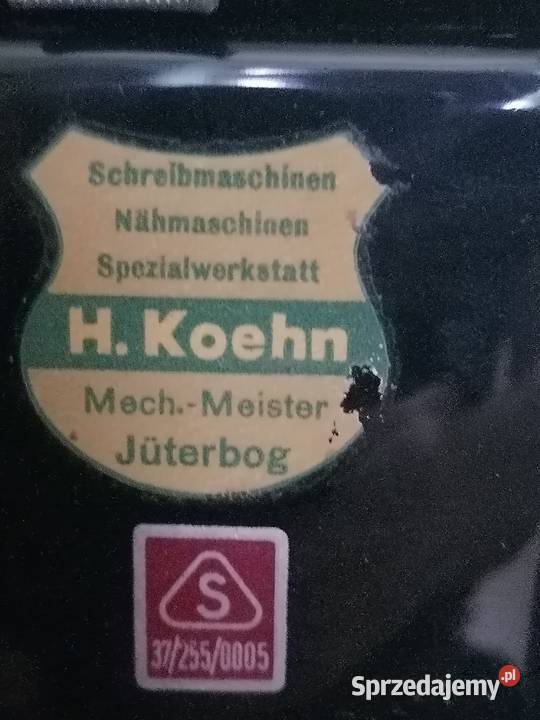 Schreibmaschinen
Nähmaschinen
Spezialwerkstatt
H. Koehn
Mech.-Meister
Jüterbog
S
37/255/0005
Sprzedajemy.pl